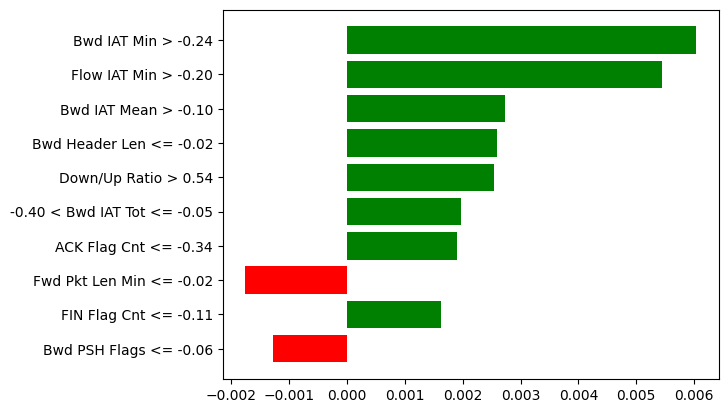 Bwd IAT Min > -0.24
Flow IAT Min > -0.20
Bwd IAT Mean > -0.10
Bwd Header Len <= -0.02
Down/Up Ratio > 0.54
-0.40 < Bwd IAT Tot <= -0.05
ACK Flag Cnt <= -0.34
Fwd Pkt Len Min <= -0.02
FIN Flag Cnt <= -0.11
Bwd PSH Flags <= -0.06
−0.002 −0.001 0.000 0.001 0.002 0.003 0.004 0.005 0.006